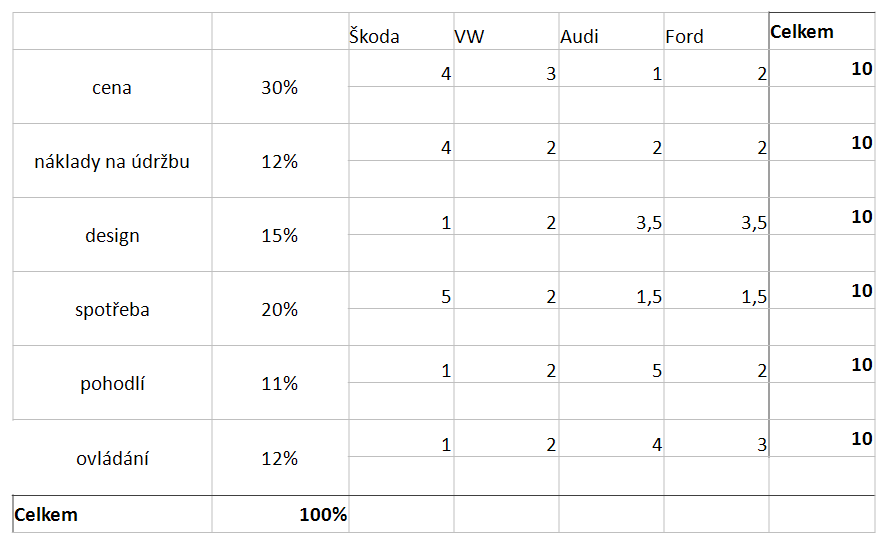 Škoda VW Audi Ford Celkem
cena 30% 4 3 1 2 10
náklady na údržbu 12% 4 2 2 2 10
design 15% 1 2 3,5 3,5 10
spotřeba 20% 5 2 1,5 1,5 10
pohodlí 11% 1 2 5 2 10
ovládání 12% 1 2 4 3 10
Celkem 100%